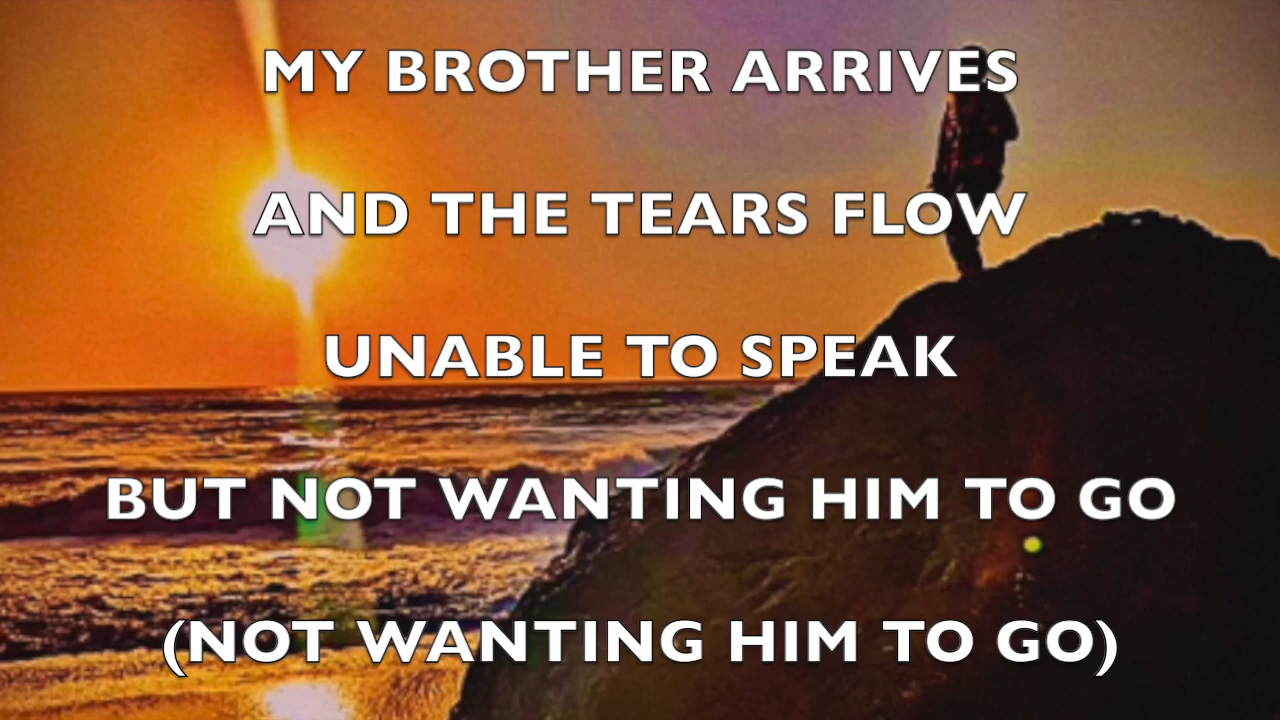 MY BROTHER ARRIVES
AND THE TEARS FLOW
UNABLE TO SPEAK
BUT NOT WANTING HIM TO GO
(NOT WANTING HIM TO GO)